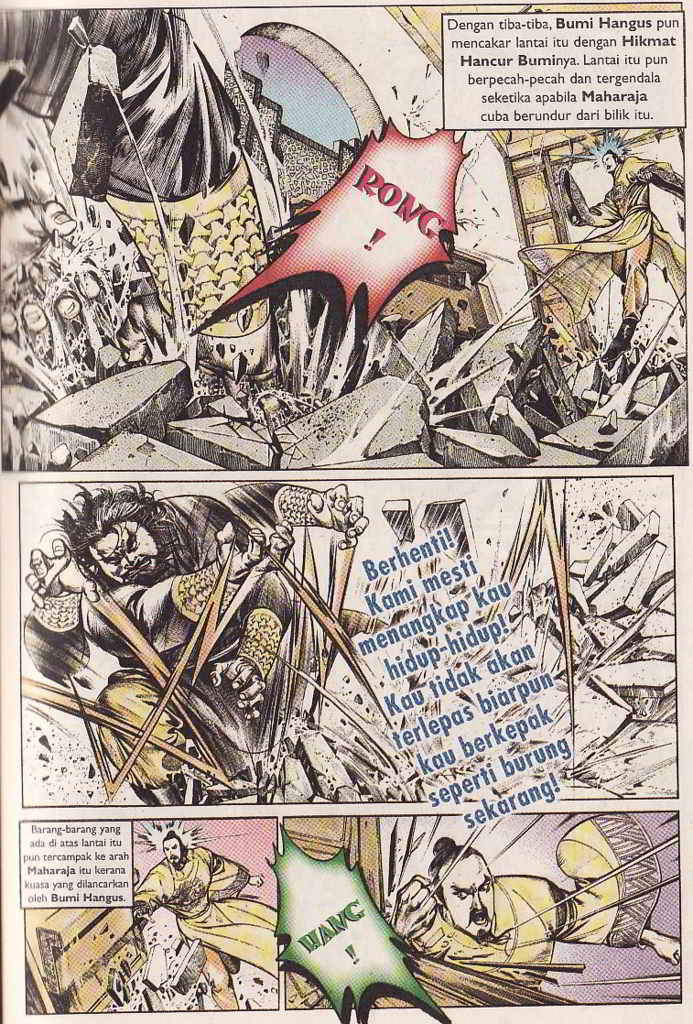 Dengan tiba-tiba, Bumi Hangus pun
mencakar lantai itu dengan Hikmat
Hancur Buminya. Lantai itu pun
berpecah-pecah dan tergendala
seketika apabila Maharaja
cuba berundur dari bilik itu.
RONG
!
Berhenti!
Kami mesti
menangkap kau
hidup-hidup!
Kau tidak akan
terlepas biarpun
kau berkepak
seperti burung
sekarang!
Barang-barang yang
ada di atas lantai itu
pun tercampak ke arah
Maharaja itu kerana
kuasa yang dilancarkan
oleh Bumi Hangus.
HANG
!